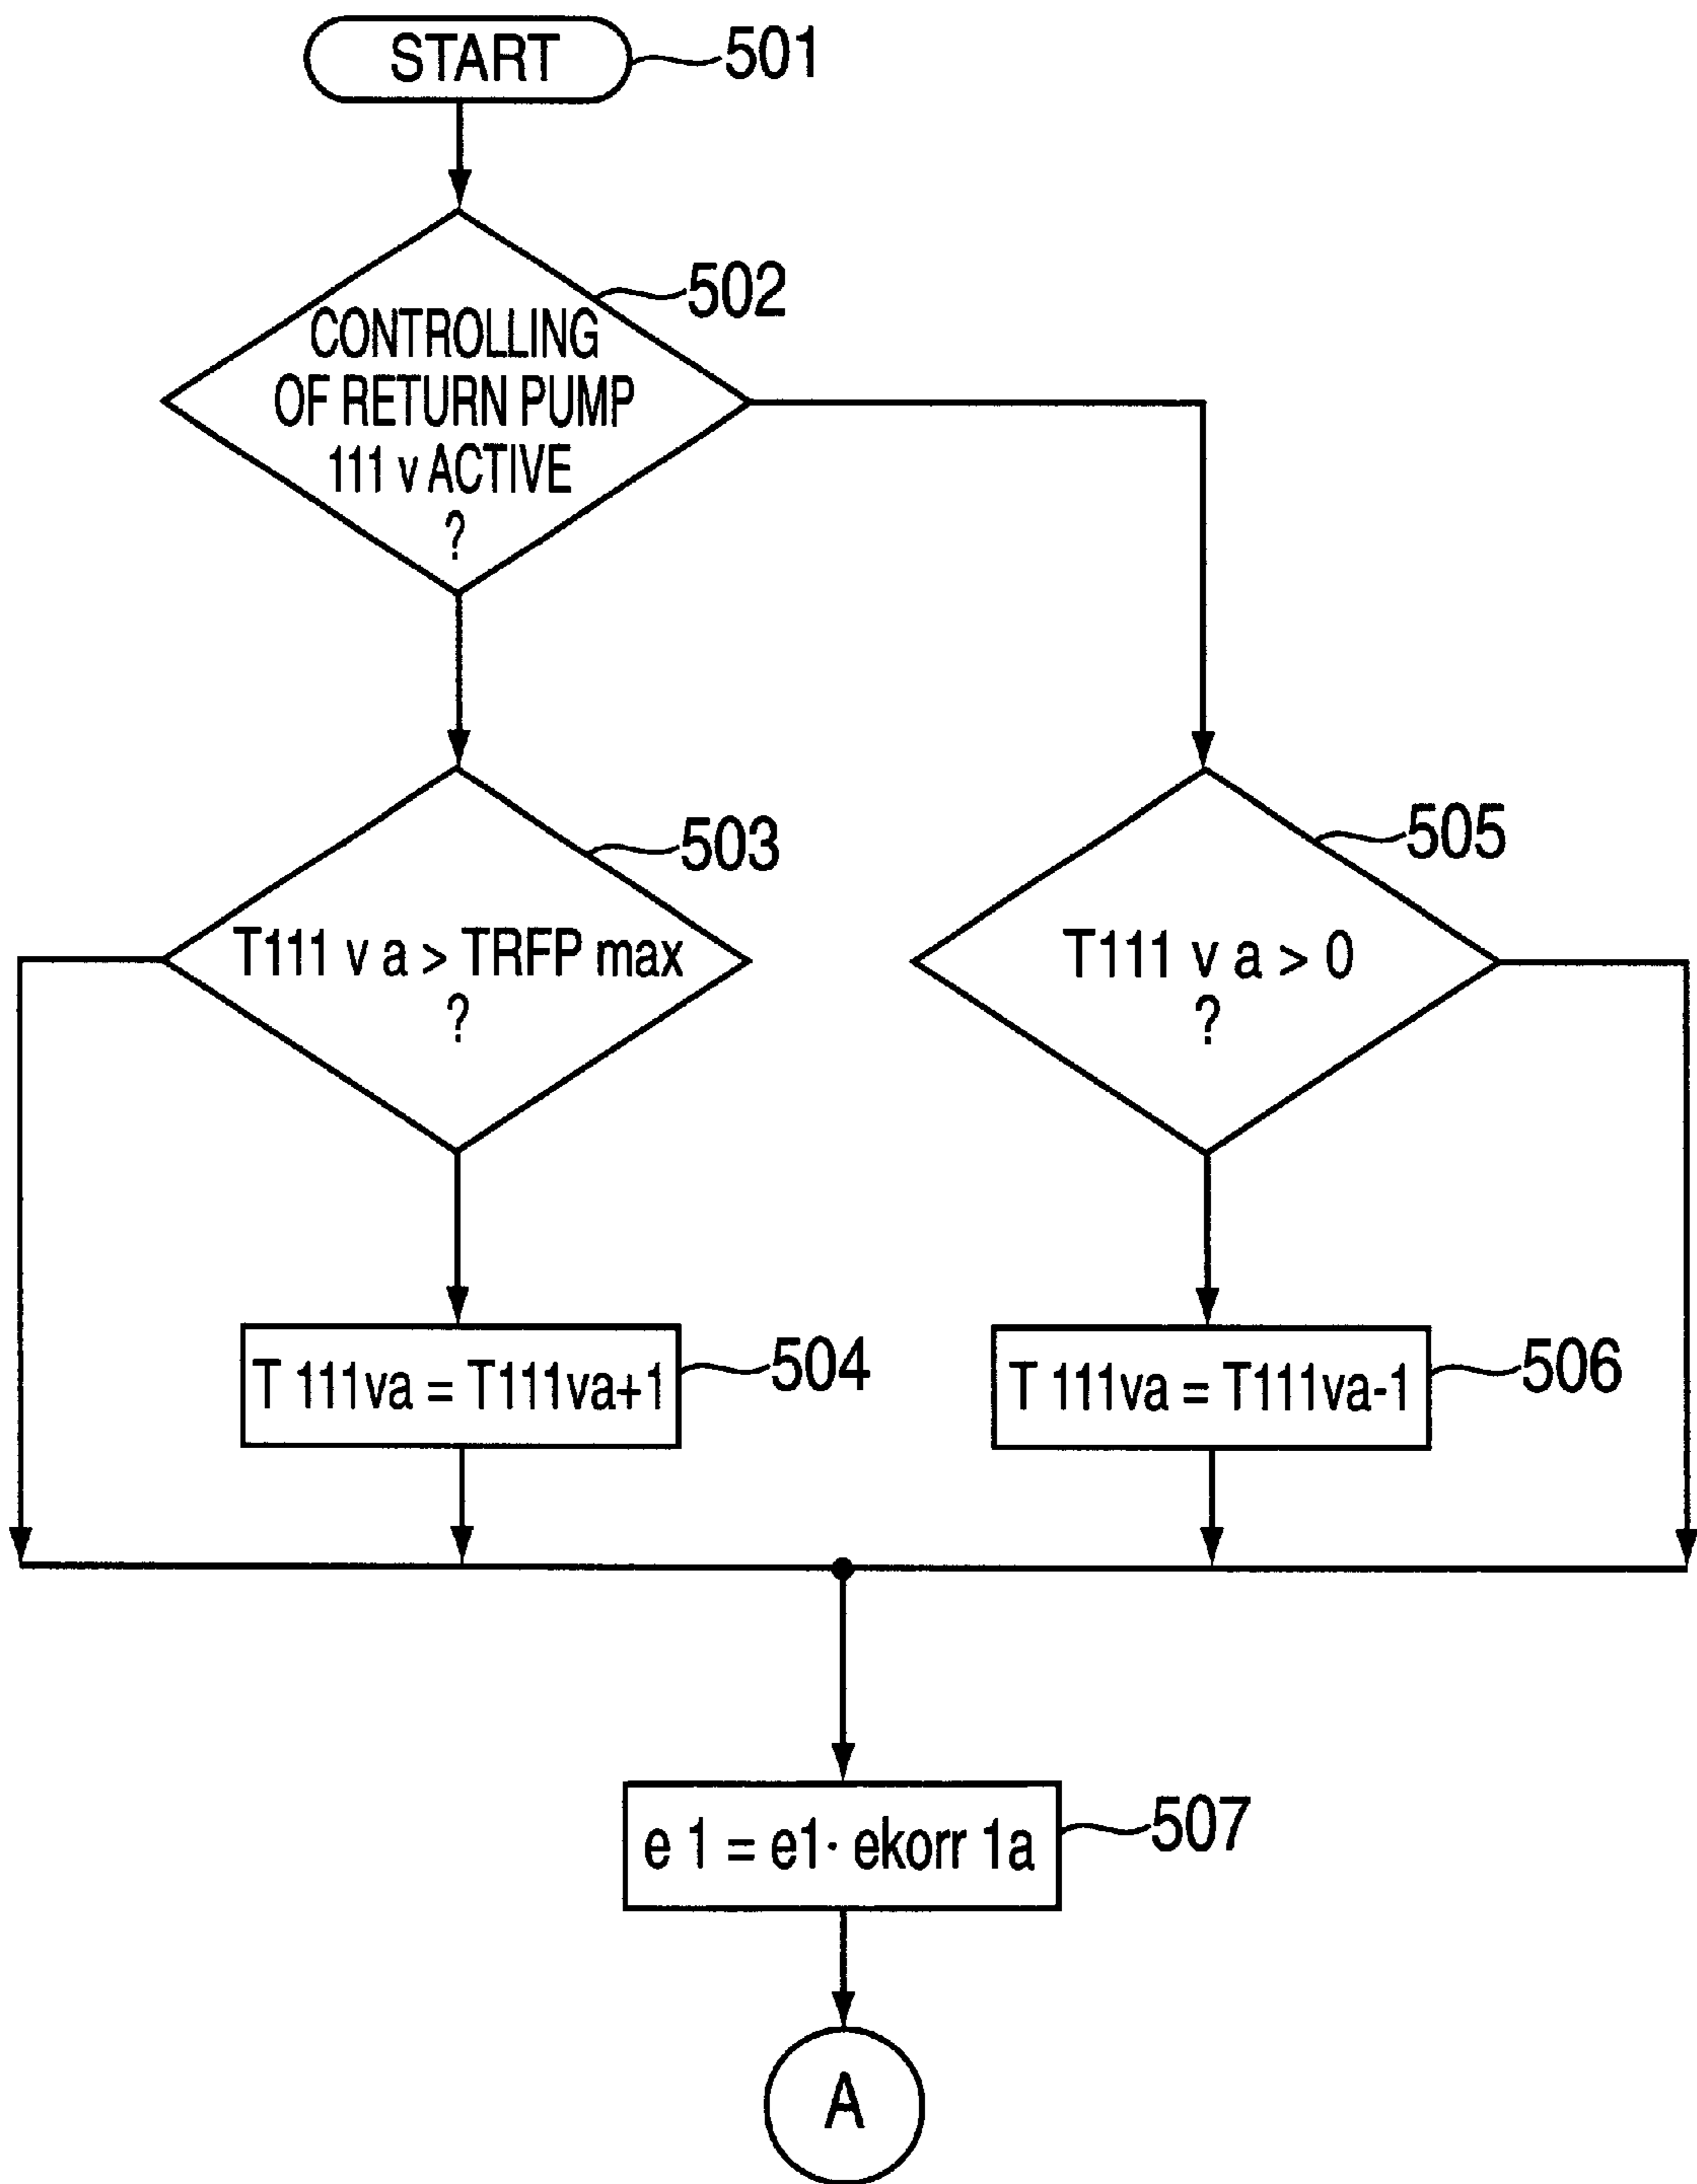 START
501
502
CONTROLLING
OF RETURN PUMP
111 v ACTIVE
?
503
T111 v a > TRFP max
?
505
T111 v a > 0
?
T 111va = T111va+1
504
T 111va = T111va-1
506
e 1 = e1· ekorr 1a
507
A